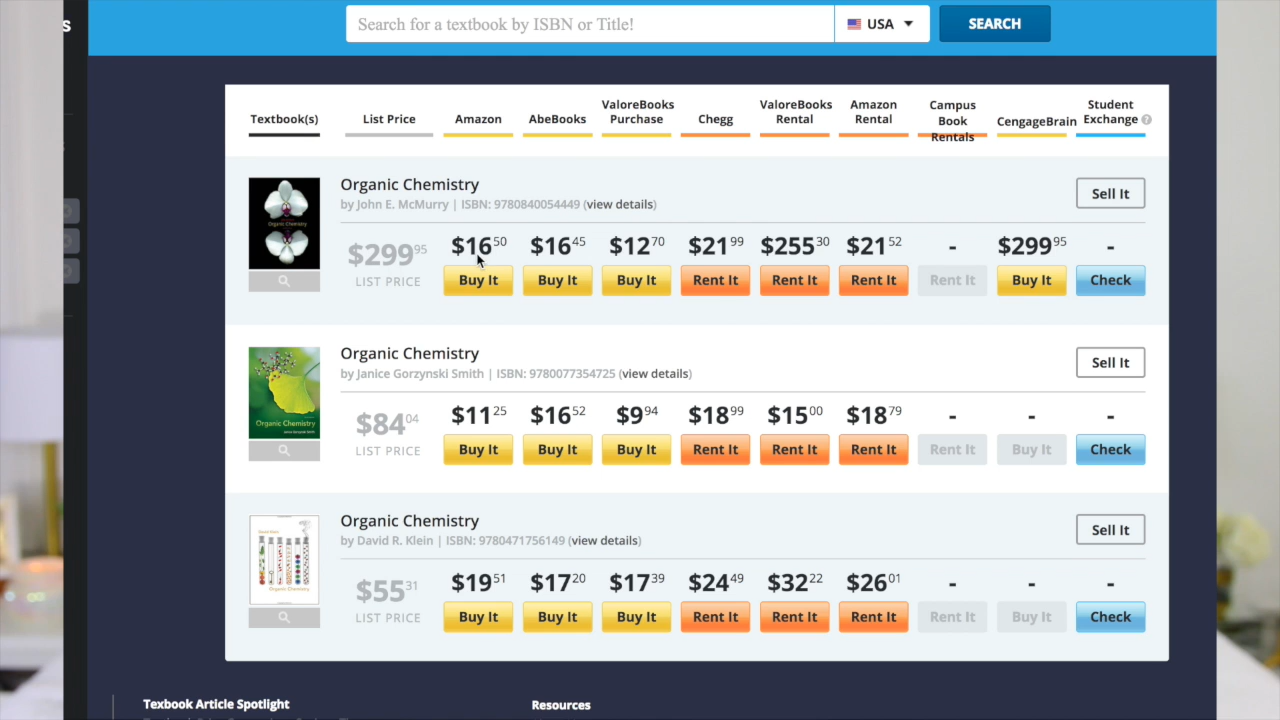 s
Search for a textbook by ISBN or Title!
USA
SEARCH
Textbook(s) List Price Amazon AbeBooks ValoreBooks Purchase Chegg ValoreBooks Rental Amazon Rental Campus Book Rentals CengageBrain Student Exchange ?
Organic Chemistry
Sell It
by John E. McMurry | ISBN: 9780840054449 (view details)
$299 95 $16 50 $16 45 $12 70 $21 99 $255 30 $21 52 - $299 95 -
LIST PRICE Buy It Buy It Buy It Rent It Rent It Rent It Rent It Buy It Check
Organic Chemistry
Sell It
by Janice Gorzynski Smith | ISBN: 9780077354725 (view details)
$84 04 $11 25 $16 52 $9 94 $18 99 $15 00 $18 79 - - -
Organic Chemistry
LIST PRICE Buy It Buy It Buy It Rent It Rent It Rent It Rent It Buy It Check
Organic Chemistry
Sell It
by David R. Klein | ISBN: 9780471756149 (view details)
$55 31 $19 51 $17 20 $17 39 $24 49 $32 22 $26 01 - - -
Organic Chemistry
LIST PRICE Buy It Buy It Buy It Rent It Rent It Rent It Rent It Buy It Check
Texbook Article Spotlight
Resources